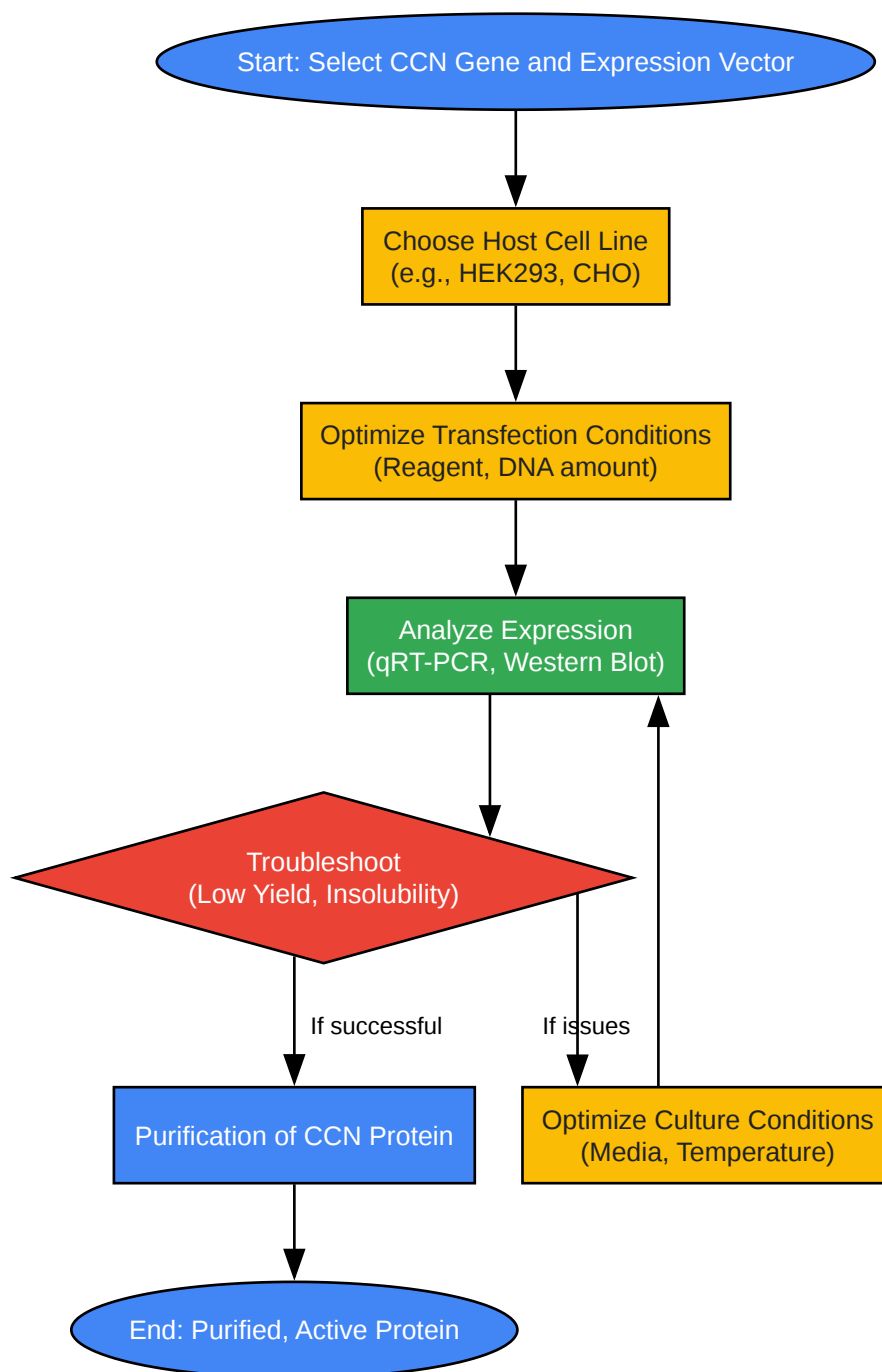 Start: Select CCN Gene and Expression Vector
Choose Host Cell Line
(e.g., HEK293, CHO)
Optimize Transfection Conditions
(Reagent, DNA amount)
Analyze Expression
(qRT-PCR, Western Blot)
Troubleshoot
(Low Yield, Insolubility)
If successful
If issues
Purification of CCN Protein
Optimize Culture Conditions
(Media, Temperature)
End: Purified, Active Protein